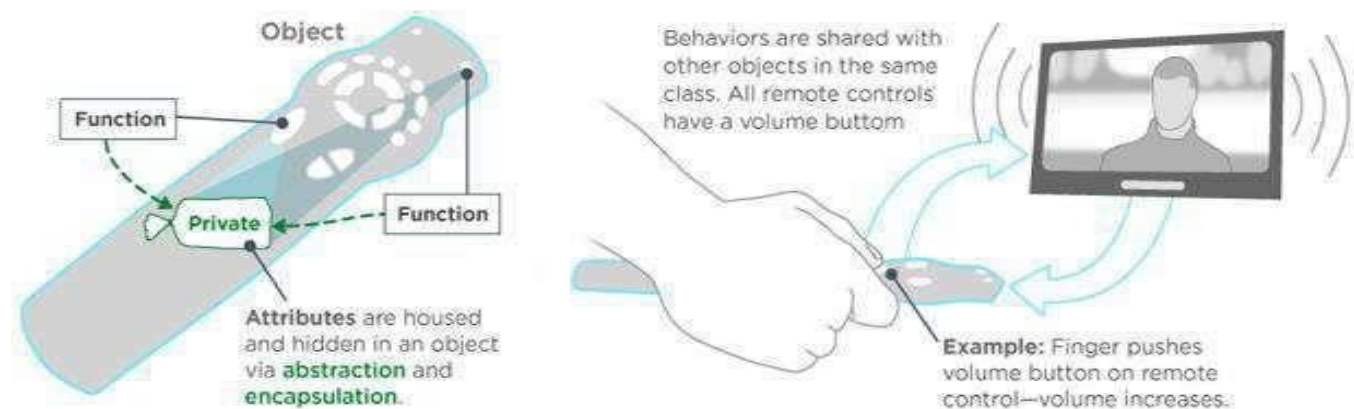 Object
Function
Private
Function
Attributes are housed
and hidden in an object
via abstraction and
encapsulation.
Behaviors are shared with
other objects in the same
class. All remote controls
have a volume buttom
Example: Finger pushes
volume button on remote
control—volume increases.